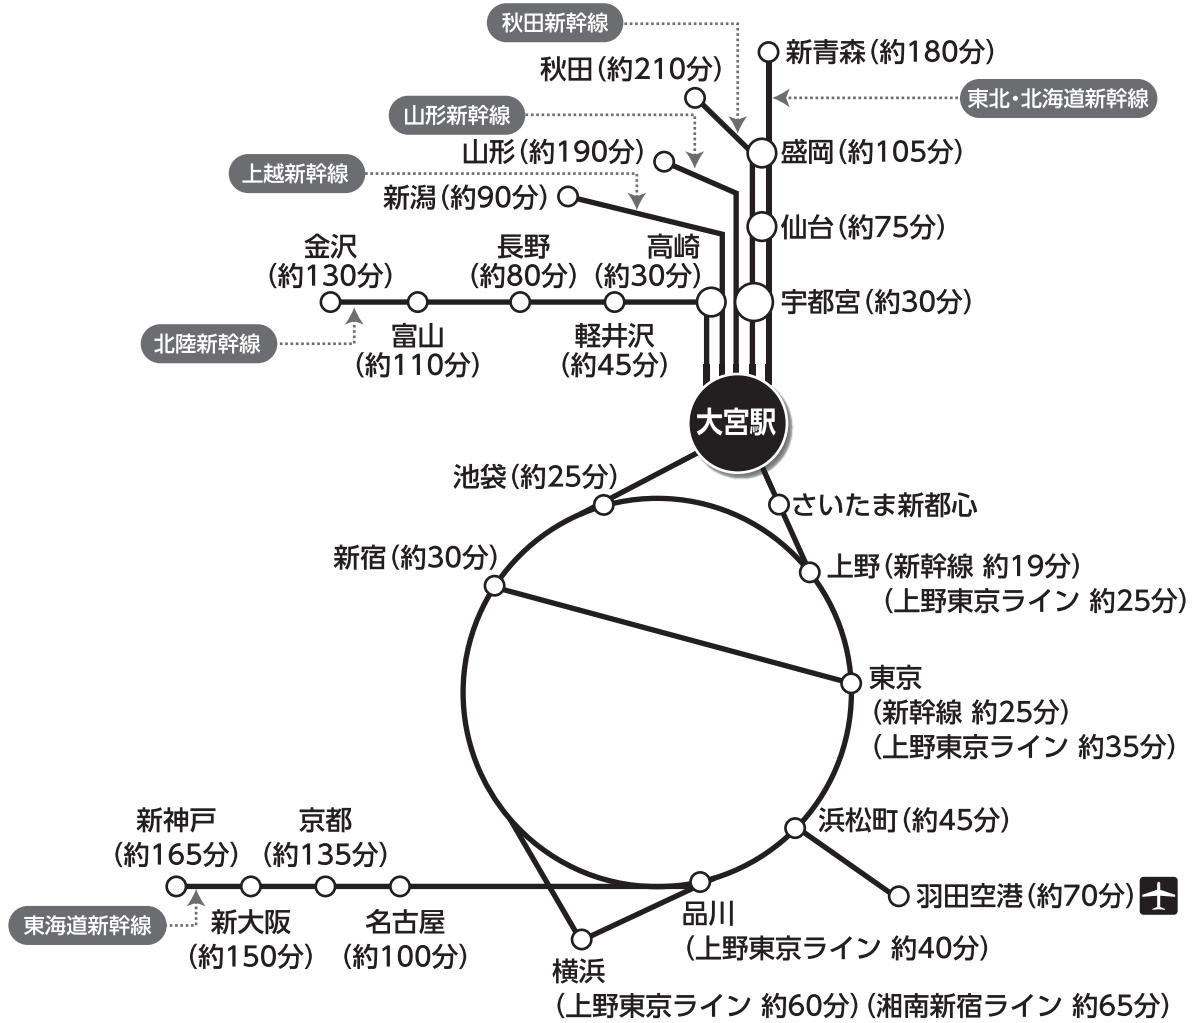 秋田新幹線
新青森（約180分）
秋田（約210分）
東北・北海道新幹線
山形新幹線
山形（約190分）
盛岡（約105分）
上越新幹線
新潟（約90分）
仙台（約75分）
金沢
（約130分）
長野
（約80分）
高崎
（約30分）
宇都宮（約30分）
北陸新幹線
富山
（約110分）
軽井沢
（約45分）
大宮駅
池袋（約25分）
さいたま新都心
新宿（約30分）
上野（新幹線 約19分）
（上野東京ライン 約25分）
東京
（新幹線 約25分）
（上野東京ライン 約35分）
浜松町（約45分）
新神戸
（約165分）
京都
（約135分）
羽田空港（約70分）
東海道新幹線
新大阪
（約150分）
名古屋
（約100分）
品川
（上野東京ライン 約40分）
横浜
（上野東京ライン 約60分）（湘南新宿ライン 約65分）